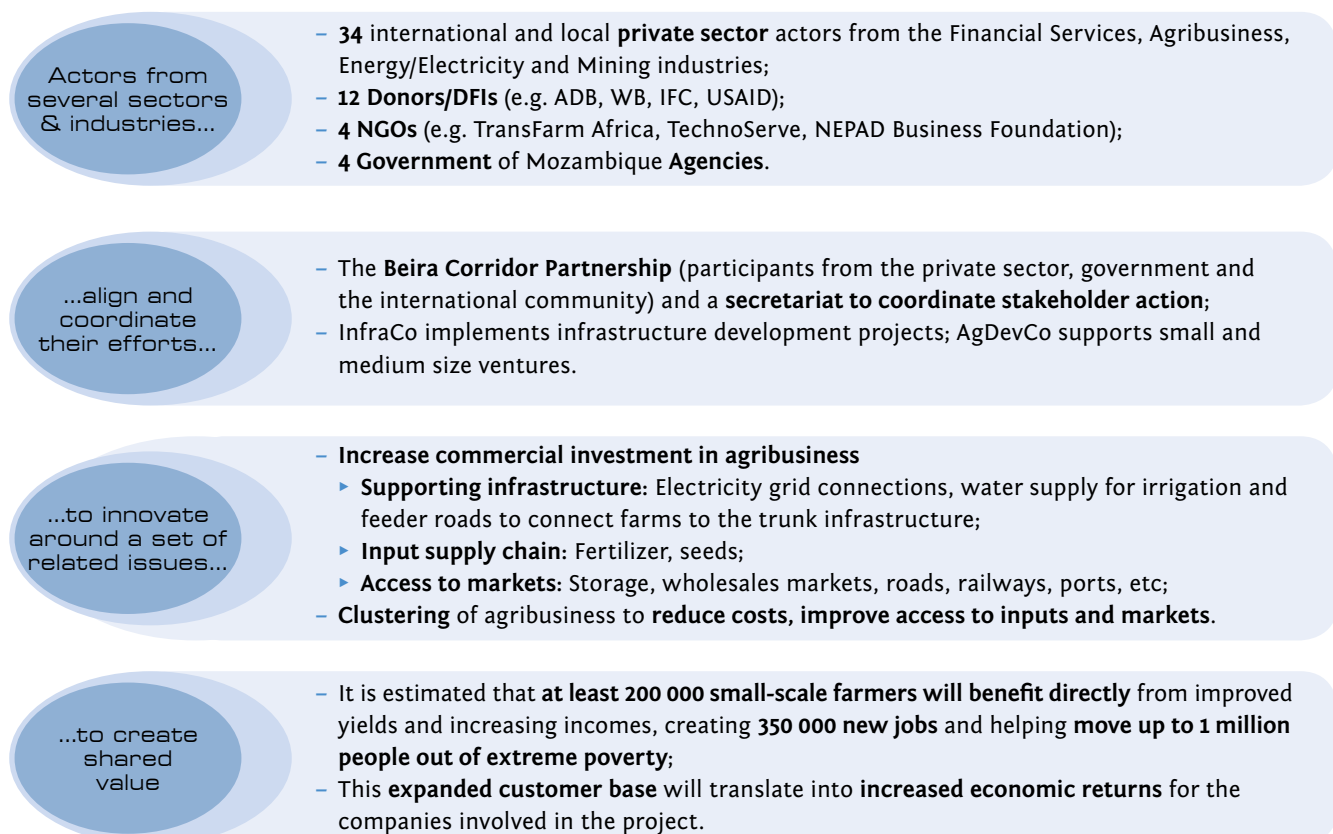 Actors from
several sectors
& industries...
– 34 international and local private sector actors from the Financial Services, Agribusiness,
Energy/Electricity and Mining industries;
– 12 Donors/DFIs (e.g. ADB, WB, IFC, USAID);
– 4 NGOs (e.g. TransFarm Africa, TechnoServe, NEPAD Business Foundation);
– 4 Government of Mozambique Agencies.
...align and
coordinate
their efforts...
– The Beira Corridor Partnership (participants from the private sector, government and
the international community) and a secretariat to coordinate stakeholder action;
– InfraCo implements infrastructure development projects; AgDevCo supports small and
medium size ventures.
...to innovate
around a set of
related issues...
– Increase commercial investment in agribusiness
▸ Supporting infrastructure: Electricity grid connections, water supply for irrigation and
feeder roads to connect farms to the trunk infrastructure;
▸ Input supply chain: Fertilizer, seeds;
▸ Access to markets: Storage, wholesales markets, roads, railways, ports, etc;
– Clustering of agribusiness to reduce costs, improve access to inputs and markets.
...to create
shared
value
– It is estimated that at least 200 000 small-scale farmers will benefit directly from improved
yields and increasing incomes, creating 350 000 new jobs and helping move up to 1 million
people out of extreme poverty;
– This expanded customer base will translate into increased economic returns for the
companies involved in the project.